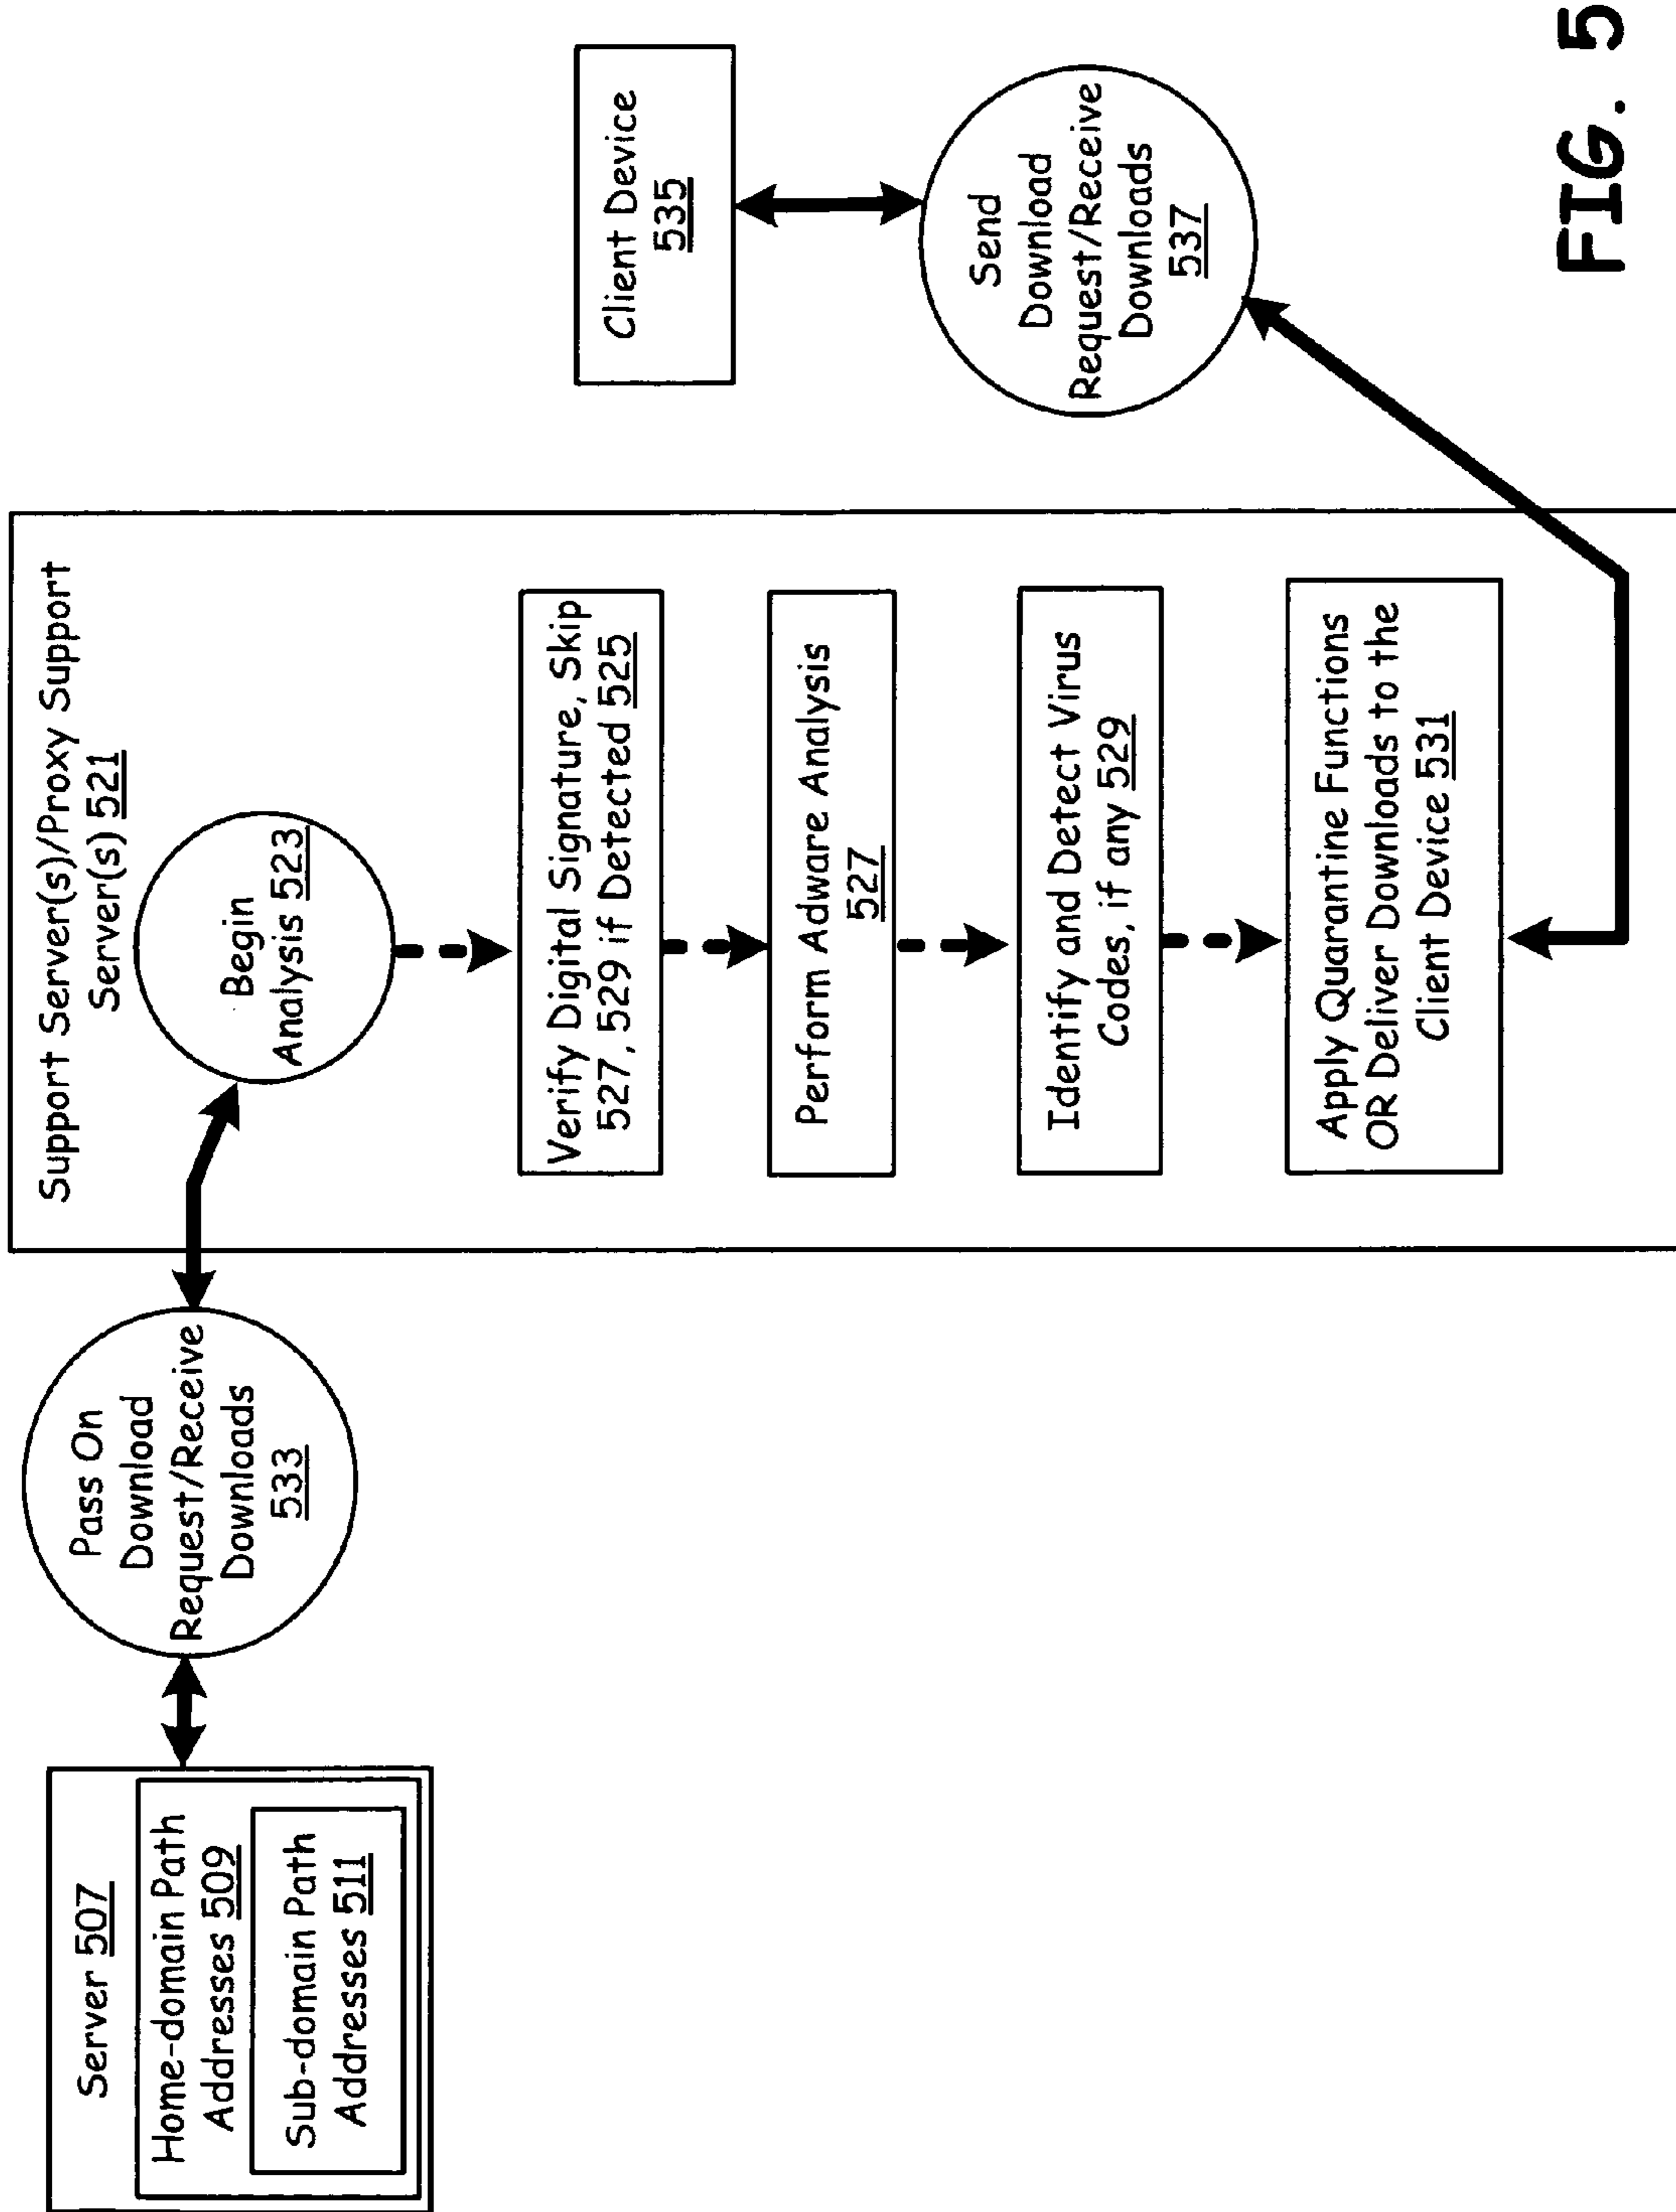 Server 507
Home-domain Path
Addresses 509
Sub-domain Path
Addresses 511
Pass On
Download
Request/Receive
Downloads
533
Support Server(s)/Proxy Support
Server(s) 521
Begin
Analysis 523
Verify Digital Signature, Skip
527, 529 if Detected 525
Perform Adware Analysis
527
Identify and Detect Virus
Codes, if any 529
Apply Quarantine Functions
OR Deliver Downloads to the
Client Device 531
Client Device
535
Send
Download
Request/Receive
Downloads
537
FIG. 5